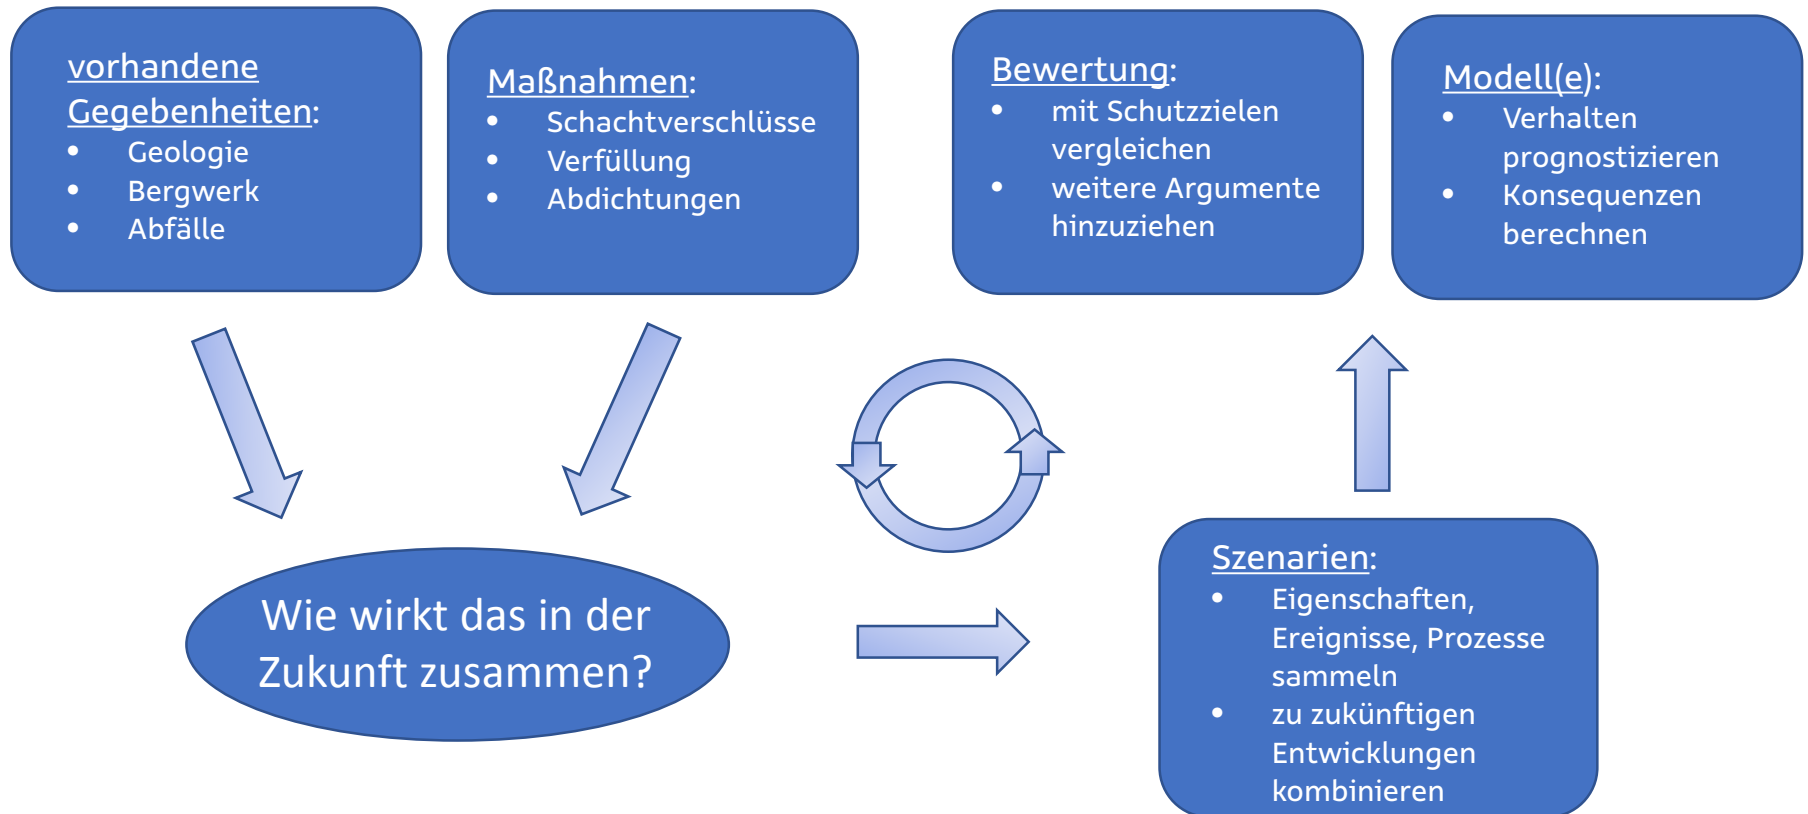 vorhandene
Gegebenheiten:
• Geologie
• Bergwerk
• Abfälle
Maßnahmen:
• Schachtverschlüsse
• Verfüllung
• Abdichtungen
Bewertung:
• mit Schutzzielen
vergleichen
• weitere Argumente
hinzuziehen
Modell(e):
• Verhalten
prognostizieren
• Konsequenzen
berechnen
Wie wirkt das in der
Zukunft zusammen?
Szenarien:
• Eigenschaften,
Ereignisse, Prozesse
sammeln
• zu zukünftigen
Entwicklungen
kombinieren